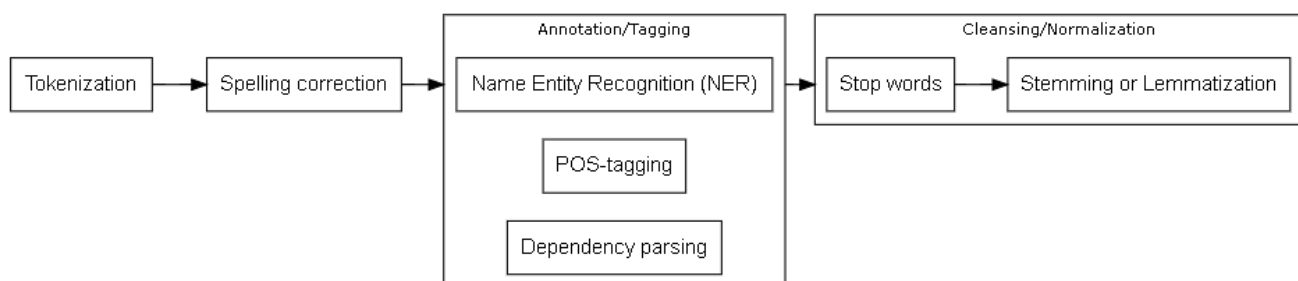 Annotation/Tagging
Cleansing/Normalization
Tokenization
Spelling correction
Name Entity Recognition (NER)
Stop words
Stemming or Lemmatization
POS-tagging
Dependency parsing